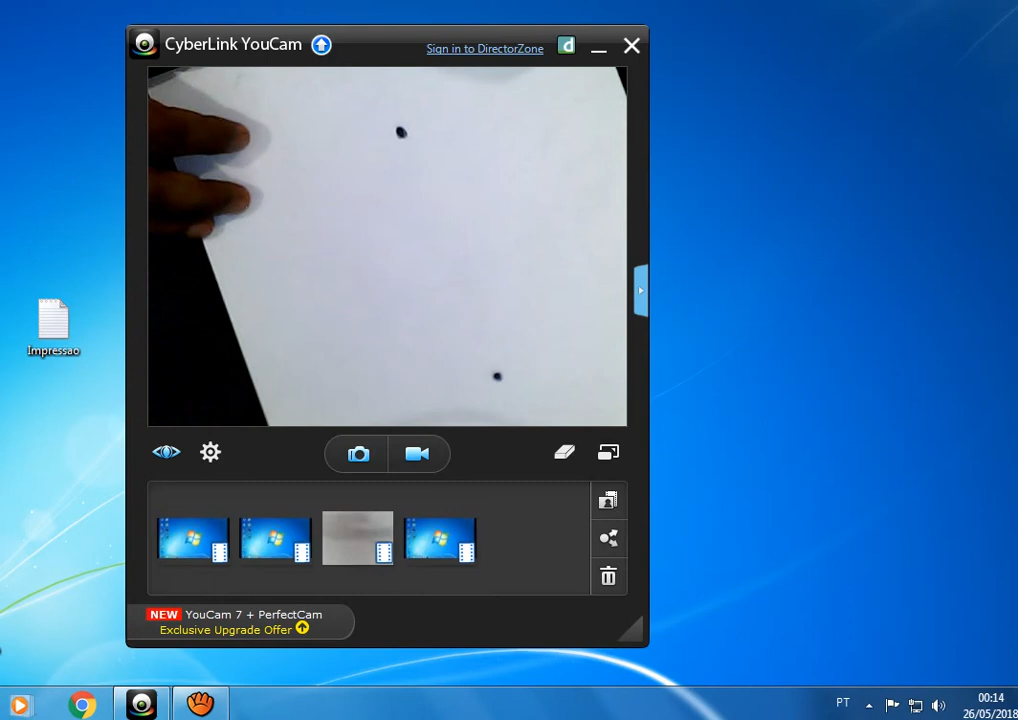 CyberLink YouCam
Sign in to DirectorZone
d
Impressao
NEW YouCam 7 + PerfectCam
Exclusive Upgrade Offer
PT
00:14
26/05/2018